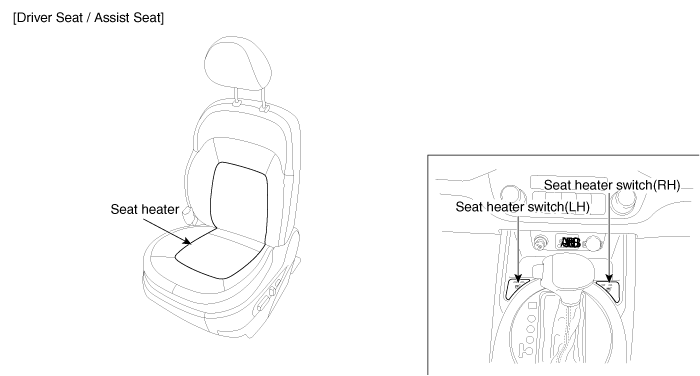 [Driver Seat / Assist Seat]
Seat heater
Seat heater switch(RH)
Seat heater switch(LH)